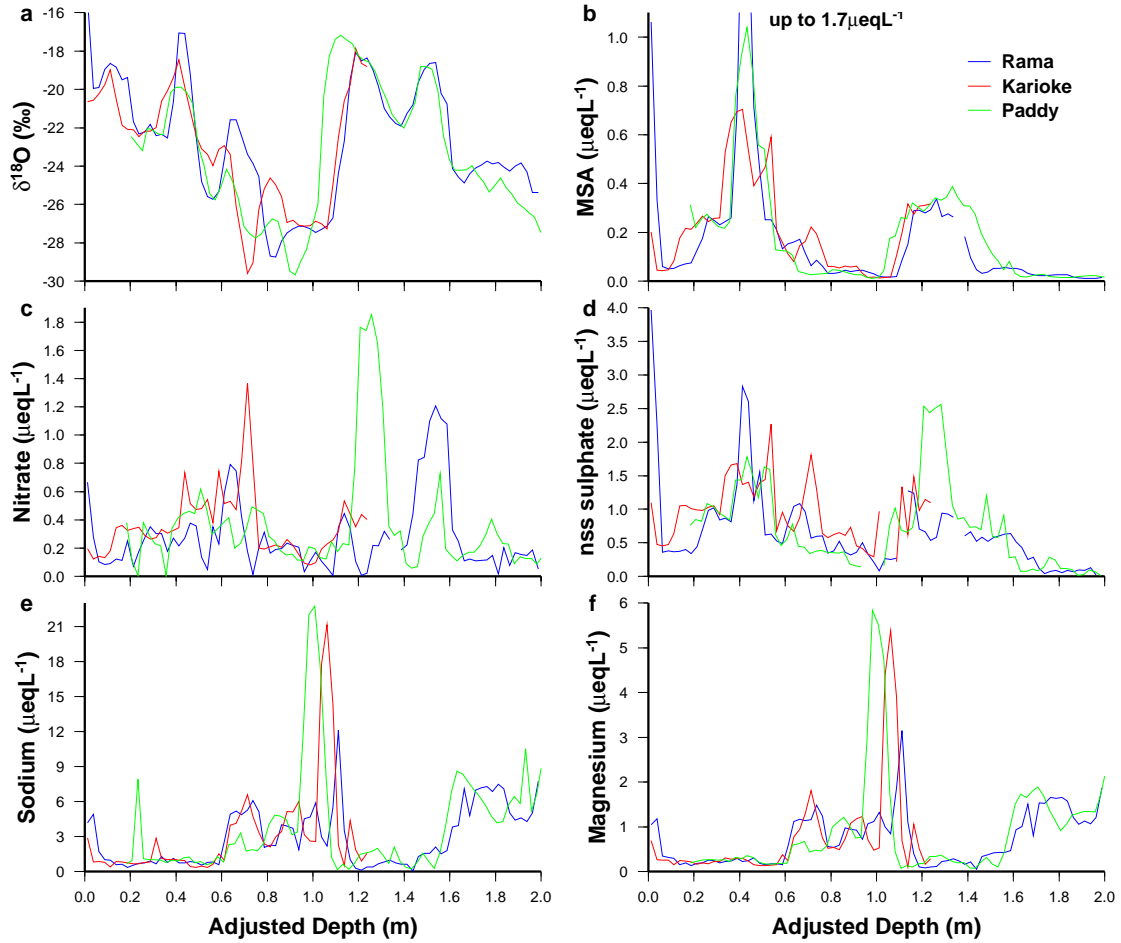 a
-16
-18
-20
-22
-24
-26
-28
-30
δ¹⁸O (‰)
b
up to 1.7μeqL⁻¹
1.0
0.8
0.6
0.4
0.2
0.0
MSA (μeqL⁻¹)
Rama
Karioke
Paddy
c
1.8
1.6
1.4
1.2
1.0
0.8
0.6
0.4
0.2
0.0
Nitrate (μeqL⁻¹)
d
4.0
3.5
3.0
2.5
2.0
1.5
1.0
0.5
0.0
nss sulphate (μeqL⁻¹)
e
21
18
15
12
9
6
3
0
Sodium (μeqL⁻¹)
0.0 0.2 0.4 0.6 0.8 1.0 1.2 1.4 1.6 1.8 2.0
Adjusted Depth (m)
f
6
5
4
3
2
1
0
Magnesium (μeqL⁻¹)
0.0 0.2 0.4 0.6 0.8 1.0 1.2 1.4 1.6 1.8 2.0
Adjusted Depth (m)